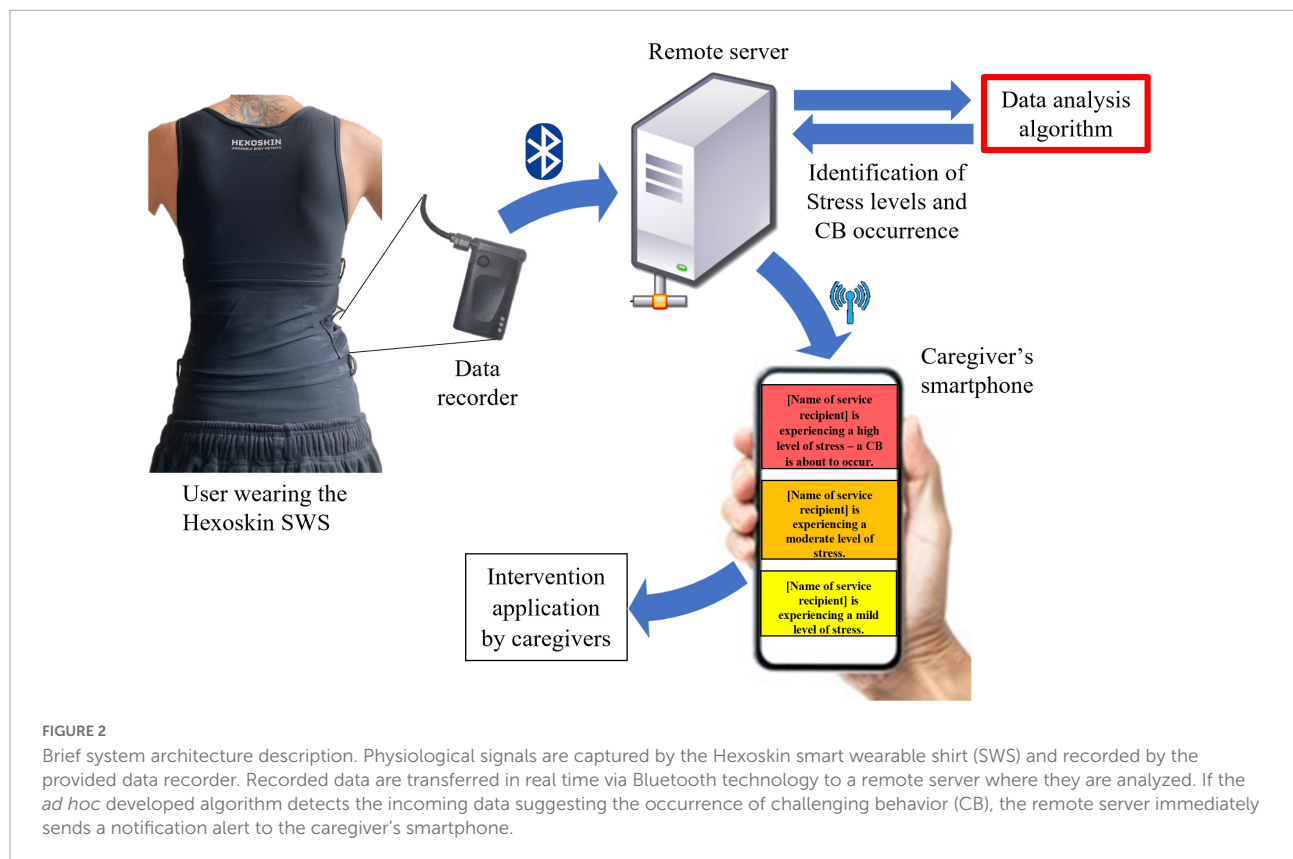 Remote server
HEXOSKIN
WEARABLE BODY METRICS
Data analysis
algorithm
Identification of
Stress levels and
CB occurrence
Data
recorder
Caregiver’s
smartphone
[Name of service
recipient] is
experiencing a high
level of stress – a CB
is about to occur.
[Name of service
recipient] is
experiencing a
moderate level of
stress.
[Name of service
recipient] is
experiencing a mild
level of stress.
User wearing the
Hexoskin SWS
Intervention
application
by caregivers
FIGURE 2
Brief system architecture description. Physiological signals are captured by the Hexoskin smart wearable shirt (SWS) and recorded by the
provided data recorder. Recorded data are transferred in real time via Bluetooth technology to a remote server where they are analyzed. If the
ad hoc developed algorithm detects the incoming data suggesting the occurrence of challenging behavior (CB), the remote server immediately
sends a notification alert to the caregiver’s smartphone.